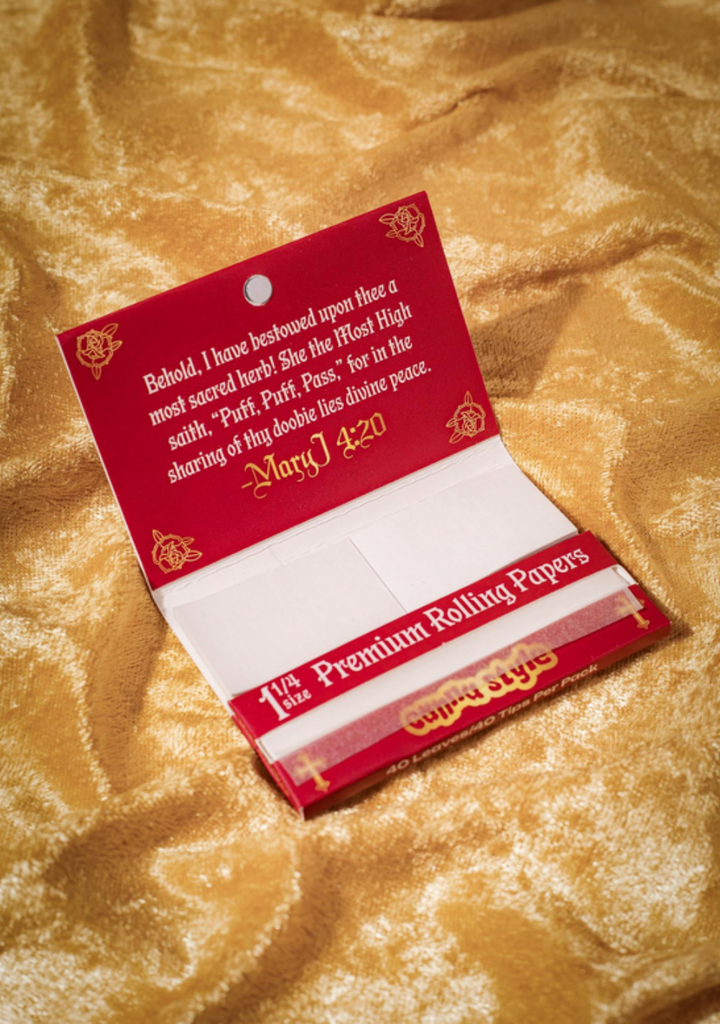 Behold, I have bestowed upon thee a
most sacred herb! She the Most High
saith, “Puff, Puff, Pass,” for in the
sharing of thy doobie lies divine peace.
-MaryJ 4:20
1 1/4 size Premium Rolling Papers
style
40 Leaves/40 Tips Per Pack